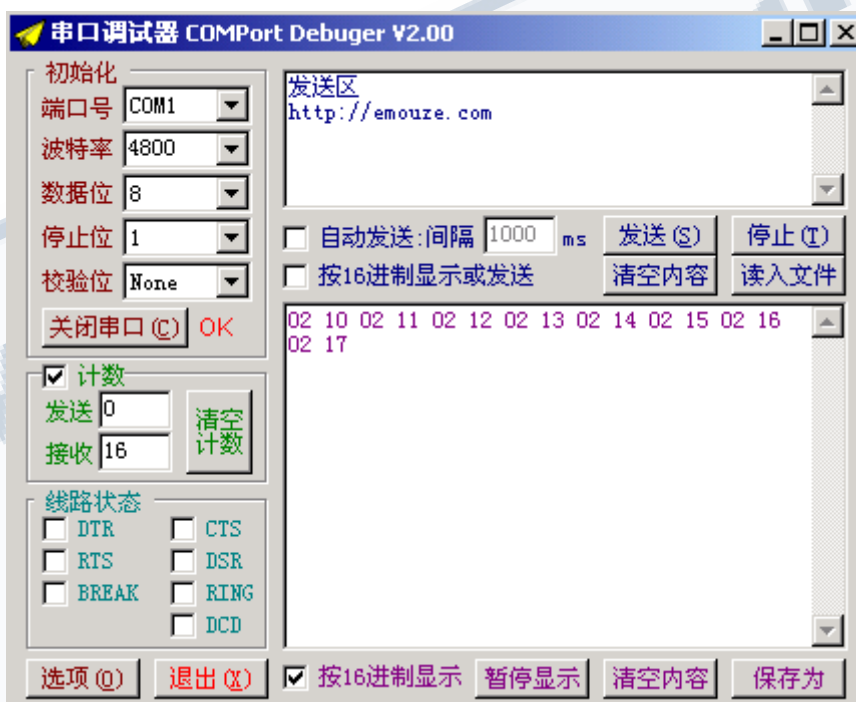 串口调试器 COMPort Debuger V2.00
初始化
端口号 COM1
波特率 4800
数据位 8
停止位 1
校验位 None
关闭串口(C) OK
计数
发送 0
接收 16
清空
计数
线路状态
DTR CTS
RTS DSR
BREAK RING
DCD
选项(O) 退出(X)
发送区
http://emouze.com
自动发送:间隔 1000 ms 发送(S) 停止(T)
按16进制显示或发送 清空内容 读入文件
02 10 02 11 02 12 02 13 02 14 02 15 02 16
02 17
按16进制显示 暂停显示 清空内容 保存为